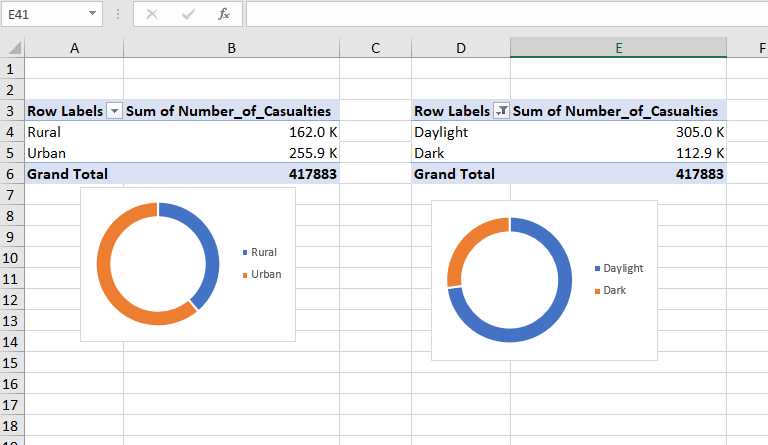 E41 fx
A B C D E F
1
2
3 Row Labels Sum of Number_of_Casualties Row Labels Sum of Number_of_Casualties
4 Rural 162.0 K Daylight 305.0 K
5 Urban 255.9 K Dark 112.9 K
6 Grand Total 417883 Grand Total 417883
7
8
9
10 Rural
Daylight
11 Urban
Dark
12
13
14
15
16
17
18